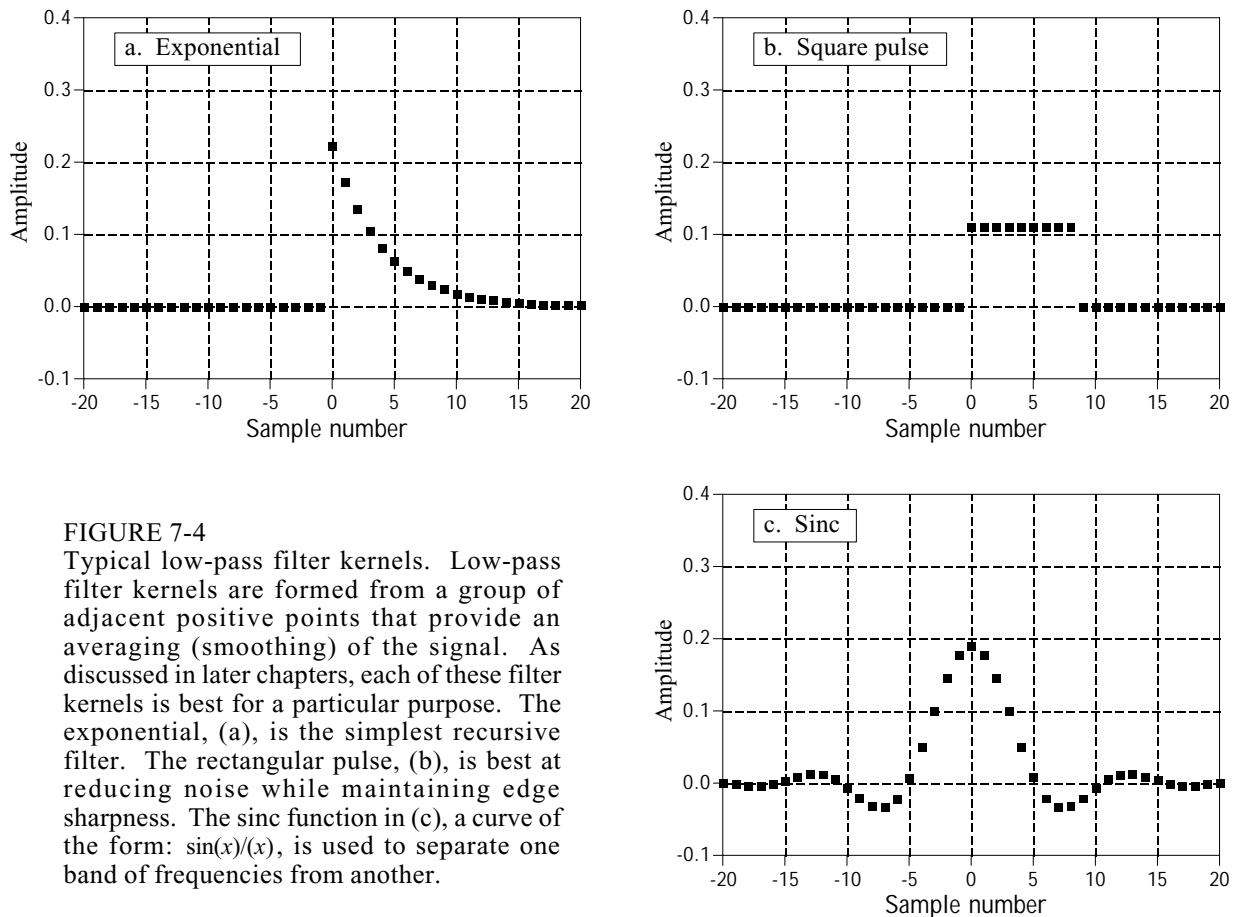 a. Exponential
0.4
0.3
0.2
0.1
0.0
-0.1
Amplitude
-20 -15 -10 -5 0 5 10 15 20
Sample number
b. Square pulse
0.4
0.3
0.2
0.1
0.0
-0.1
Amplitude
-20 -15 -10 -5 0 5 10 15 20
Sample number
FIGURE 7-4
Typical low-pass filter kernels. Low-pass
filter kernels are formed from a group of
adjacent positive points that provide an
averaging (smoothing) of the signal. As
discussed in later chapters, each of these filter
kernels is best for a particular purpose. The
exponential, (a), is the simplest recursive
filter. The rectangular pulse, (b), is best at
reducing noise while maintaining edge
sharpness. The sinc function in (c), a curve of
the form: sin(x)/(x), is used to separate one
band of frequencies from another.
c. Sinc
0.4
0.3
0.2
0.1
0.0
-0.1
Amplitude
-20 -15 -10 -5 0 5 10 15 20
Sample number